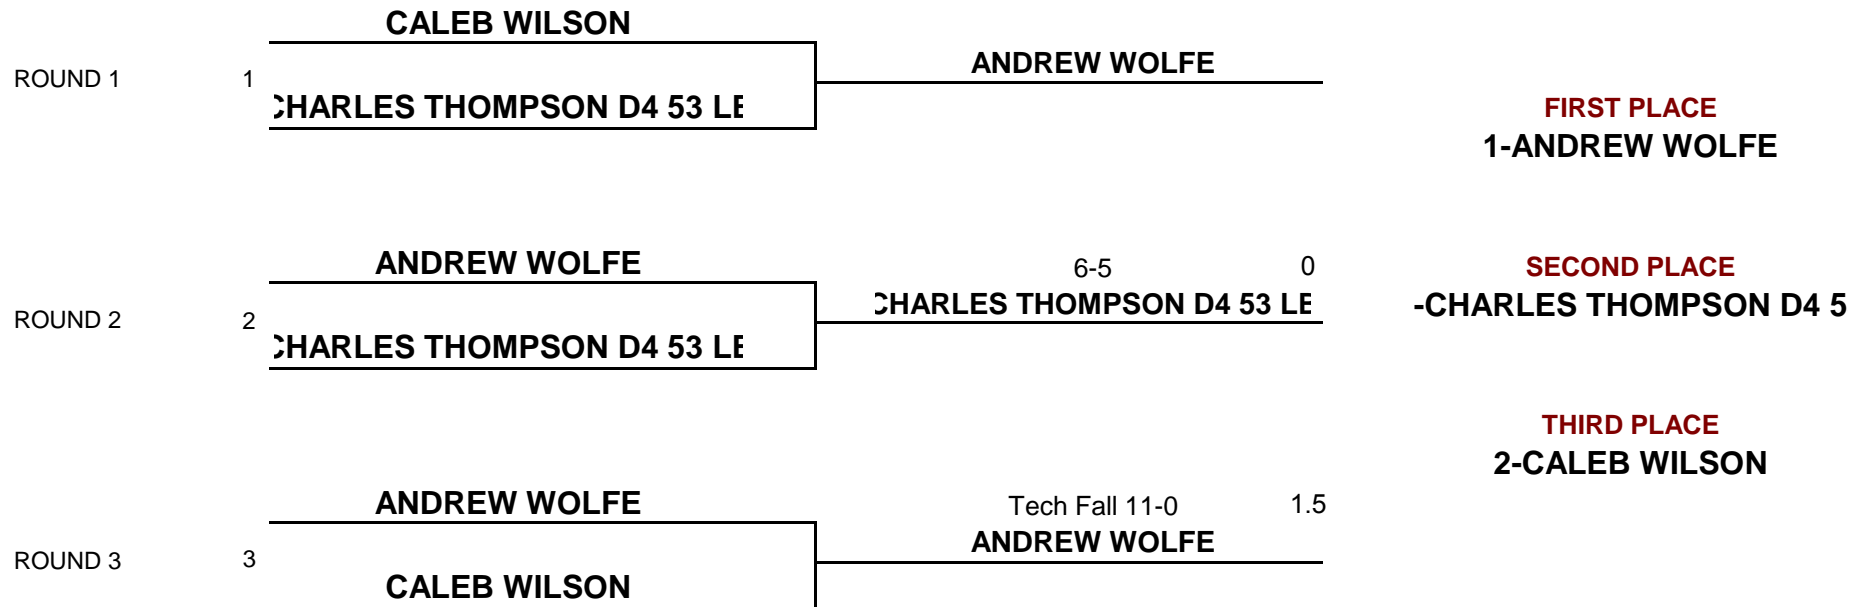 CALEB WILSON
ROUND 1 1
ANDREW WOLFE
CHARLES THOMPSON D4 53 LE
FIRST PLACE
1-ANDREW WOLFE
ANDREW WOLFE
6-5 0
SECOND PLACE
ROUND 2 2
CHARLES THOMPSON D4 53 LE
-CHARLES THOMPSON D4 5
CHARLES THOMPSON D4 53 LE
THIRD PLACE
2-CALEB WILSON
ANDREW WOLFE
Tech Fall 11-0 1.5
ANDREW WOLFE
ROUND 3 3
CALEB WILSON